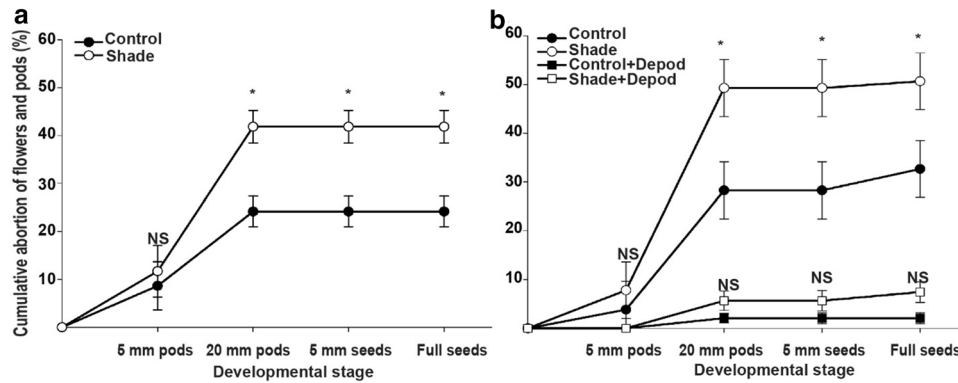 a
Cumulative abortion of flowers and pods (%)
60
50
40
30
20
10
0
Control
Shade
NS
*
*
*
5 mm pods
20 mm pods
5 mm seeds
Full seeds
Developmental stage
b
60
50
40
30
20
10
0
Control
Shade
Control+Depod
Shade+Depod
*
*
*
NS
NS
NS
NS
5 mm pods
20 mm pods
5 mm seeds
Full seeds
Developmental stage